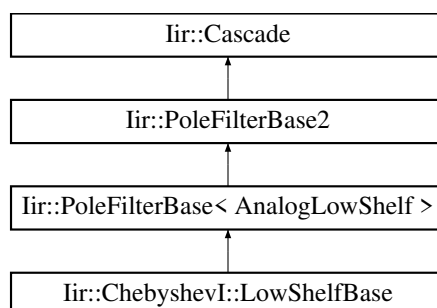 Iir::Cascade
Iir::PoleFilterBase2
Iir::PoleFilterBase< AnalogLowShelf >
Iir::ChebyshevI::LowShelfBase